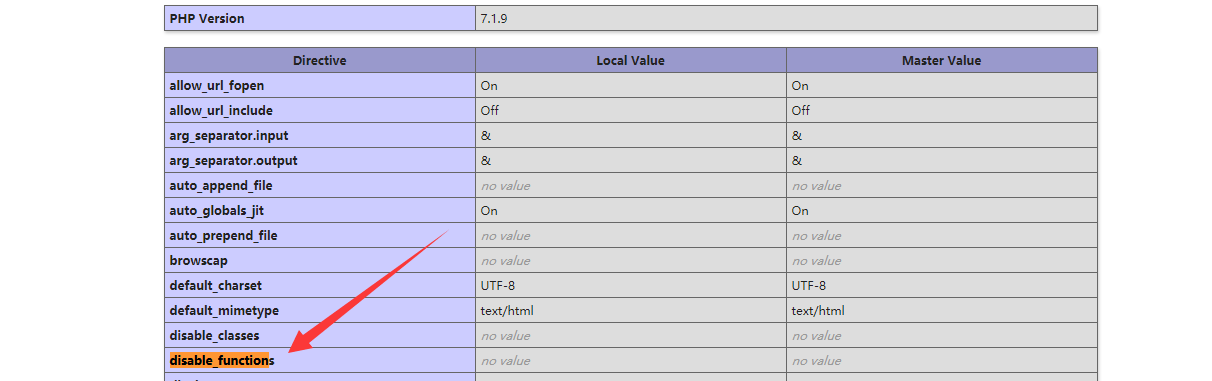 PHP Version 7.1.9
Directive Local Value Master Value
allow_url_fopen On On
allow_url_include Off Off
arg_separator.input & &
arg_separator.output & &
auto_append_file no value no value
auto_globals_jit On On
auto_prepend_file no value no value
browscap no value no value
default_charset UTF-8 UTF-8
default_mimetype text/html text/html
disable_classes no value no value
disable_functions no value no value